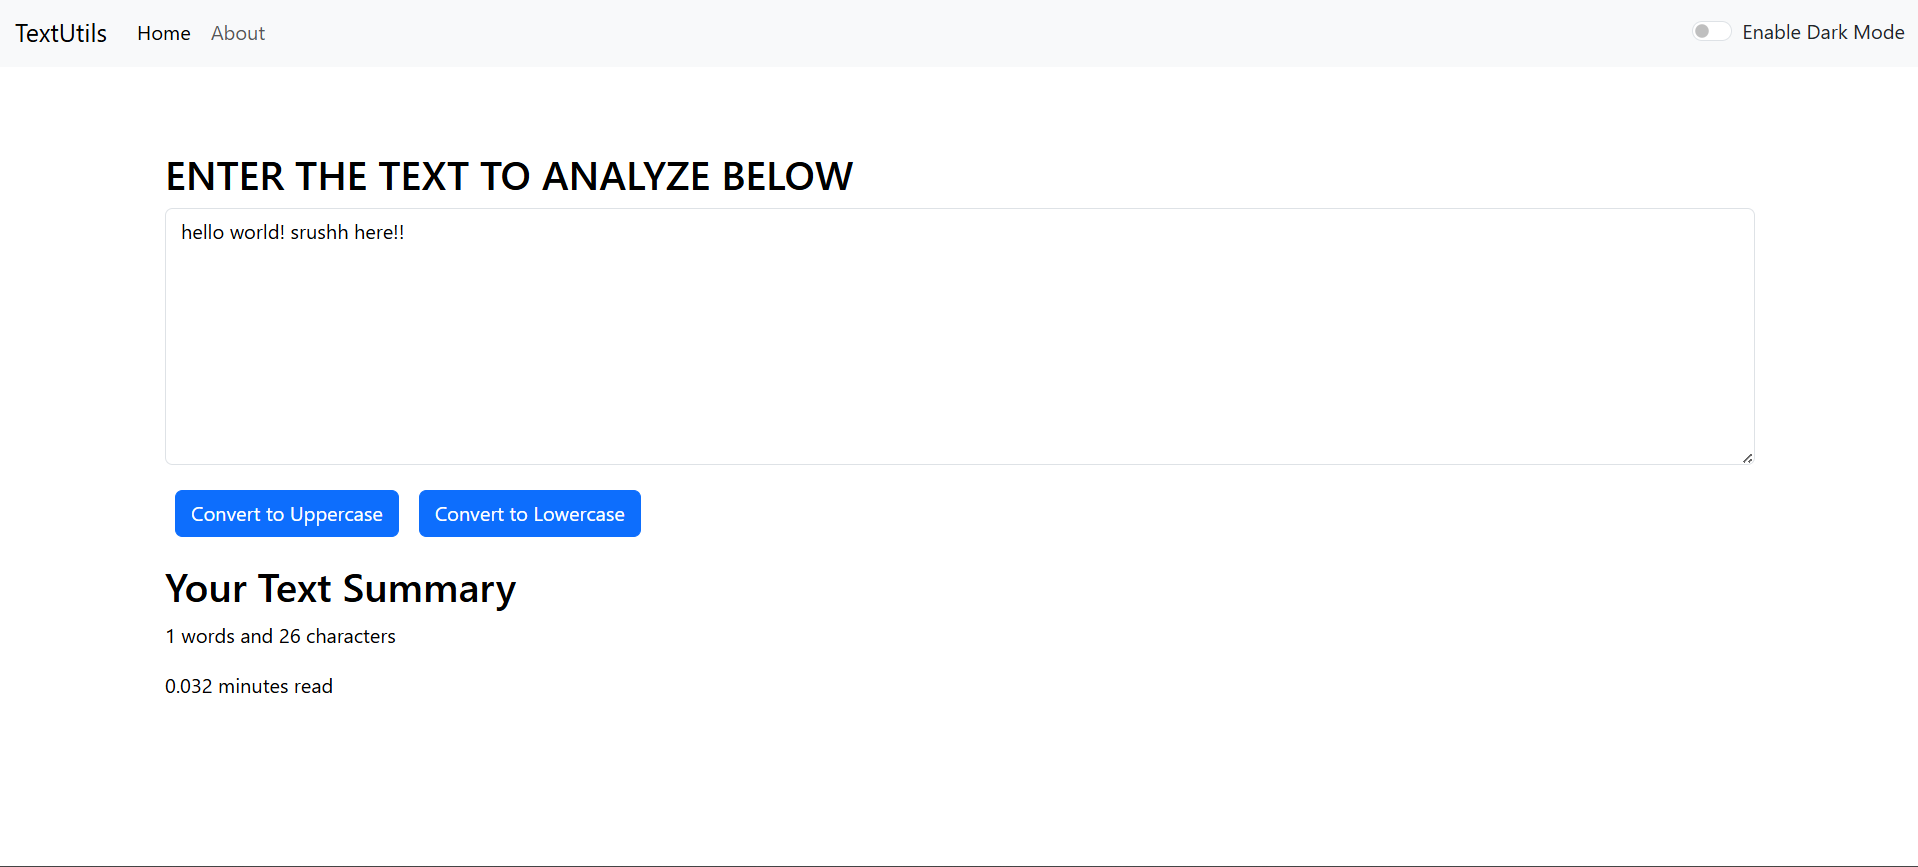 TextUtils Home About Enable Dark Mode
ENTER THE TEXT TO ANALYZE BELOW
hello world! srushh here!!
Convert to Uppercase Convert to Lowercase
Your Text Summary
1 words and 26 characters
0.032 minutes read